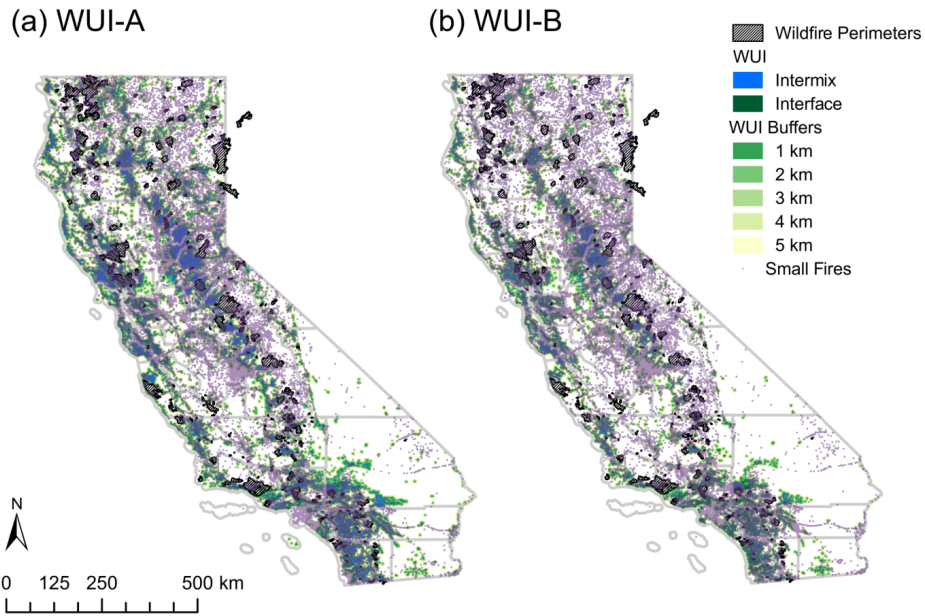 (a) WUI-A
(b) WUI-B
Wildfire Perimeters
WUI
Intermix
Interface
WUI Buffers
1 km
2 km
3 km
4 km
5 km
Small Fires
N
0 125 250 500 km